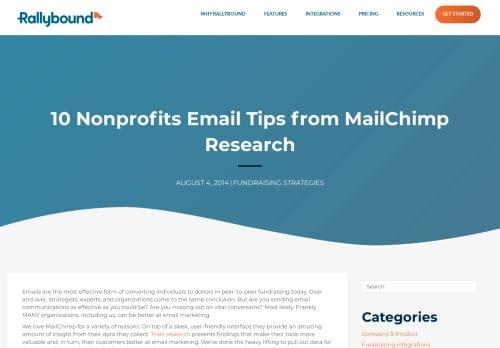 Rallybound
WHY RALLYBOUND FEATURES INTEGRATIONS PRICING RESOURCES GET STARTED
10 Nonprofits Email Tips from MailChimp
Research
AUGUST 4, 2014 | FUNDRAISING STRATEGIES
Emails are the most effective form of converting individuals to donors in peer-to-peer fundraising today. Over
and over, strategists, experts, and organizations come to the same conclusion. But are you sending email
communications as effective as you could be? Are you missing out on vital conversions? Most likely. Frankly
MANY organizations, including us, can be better at email marketing.
We love MailChimp for a variety of reasons. On top of a sleek, user-friendly interface they provide an amazing
amount of insight from their data they collect. Their research presents findings that make their tools more
valuable and, in turn, their customers better at email marketing. We've done the heavy lifting to pull out data for
Search
Categories
Company & Product
Fundraising Integrations